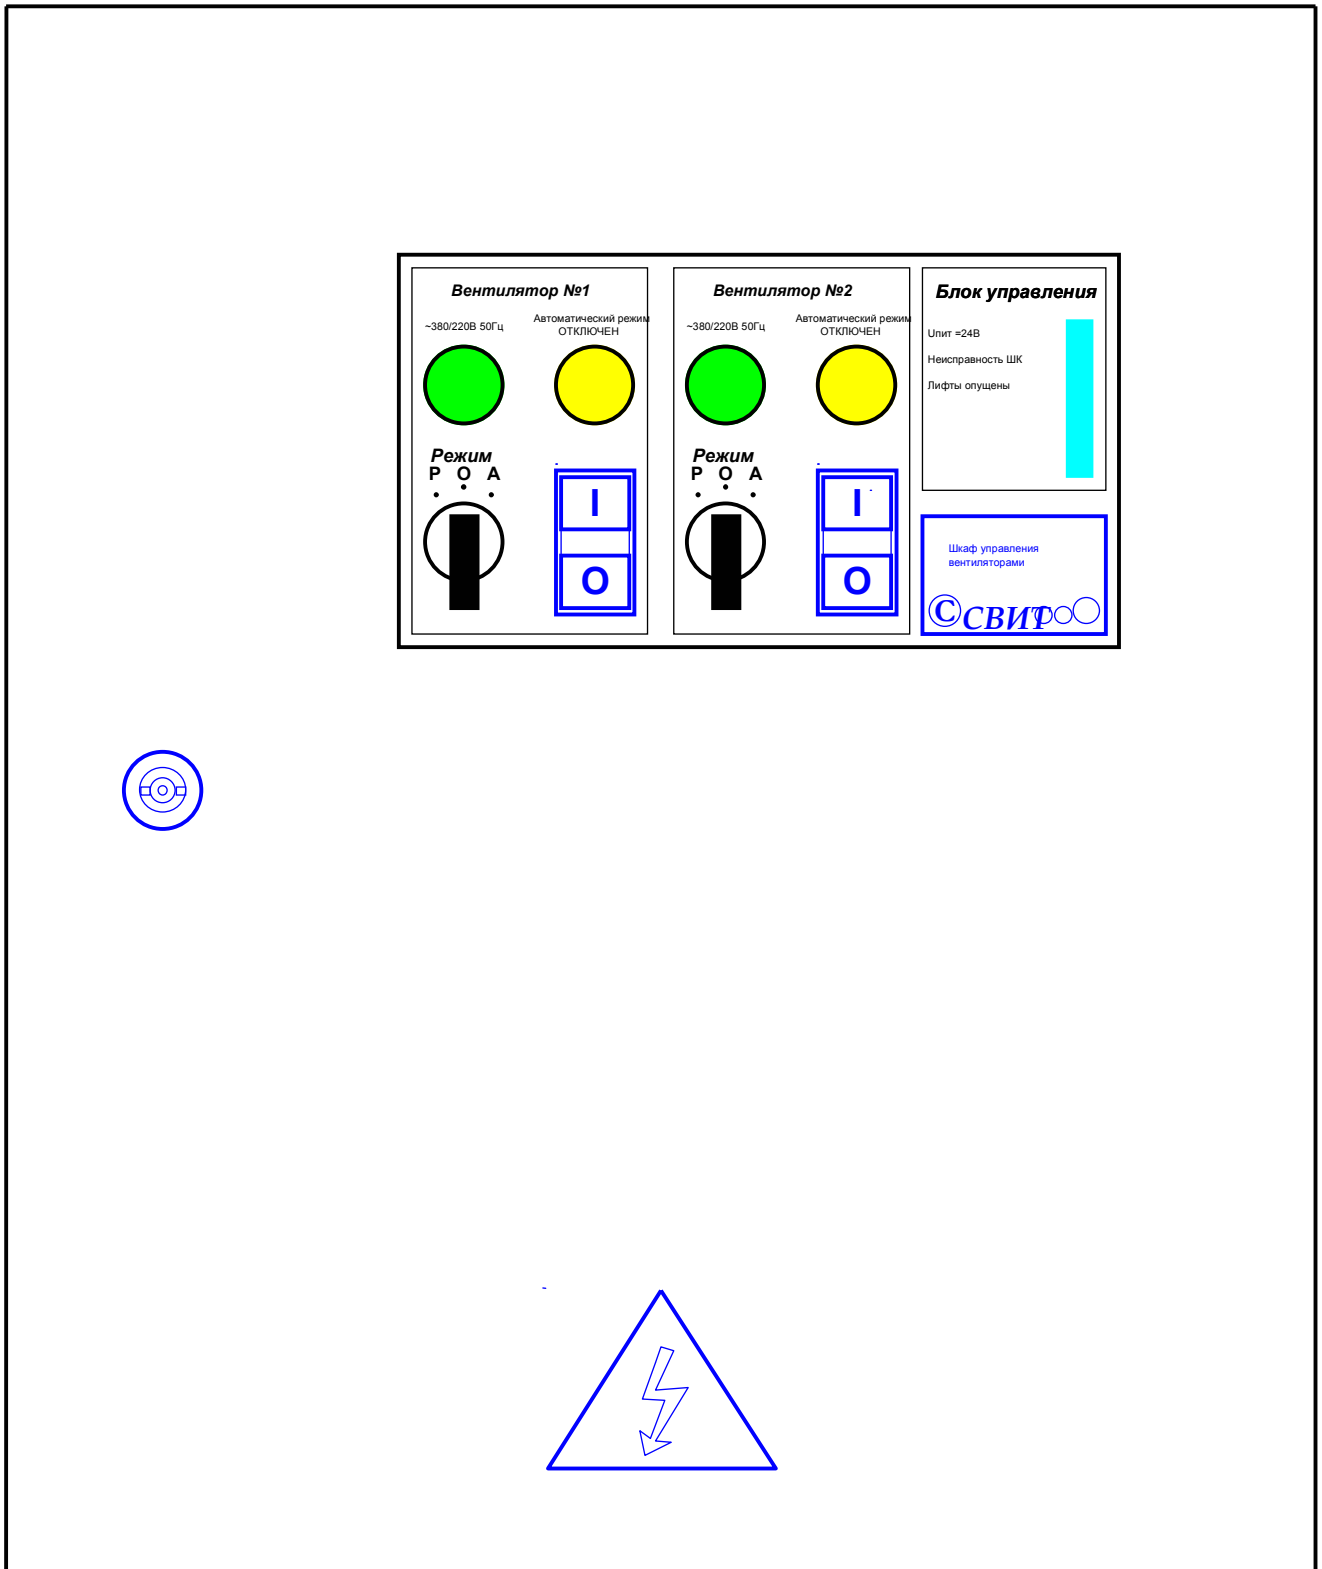 Вентилятор №1
~380/220В 50Гц
Автоматический режим
ОТКЛЮЧЕН
Режим
Р О А
I
O
Вентилятор №2
~380/220В 50Гц
Автоматический режим
ОТКЛЮЧЕН
Режим
Р О А
I
O
Блок управления
Uпит =24В
Неисправность ШК
Лифты опущены
Шкаф управления
вентиляторами
©СВИТ